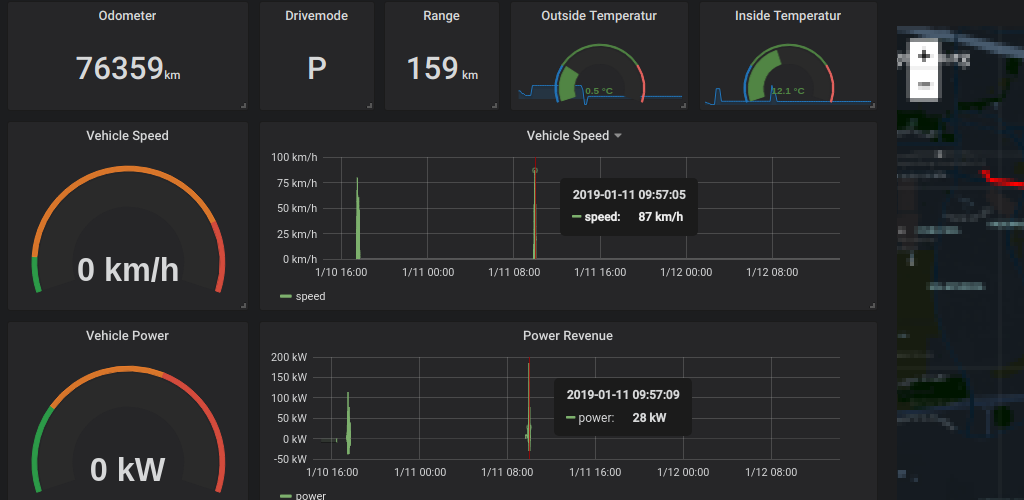 Odometer
76359 km
Drivemode
P
Range
159 km
Outside Temperatur
0.5 °C
Inside Temperatur
12.1 °C
+
−
Vehicle Speed
0 km/h
Vehicle Speed
100 km/h
75 km/h
50 km/h
25 km/h
0 km/h
1/10 16:00 1/11 00:00 1/11 08:00 1/11 16:00 1/12 00:00 1/12 08:00
2019-01-11 09:57:05
speed: 87 km/h
speed
Vehicle Power
0 kW
Power Revenue
200 kW
150 kW
100 kW
50 kW
0 kW
-50 kW
1/10 16:00 1/11 00:00 1/11 08:00 1/11 16:00 1/12 00:00 1/12 08:00
2019-01-11 09:57:09
power: 28 kW
power